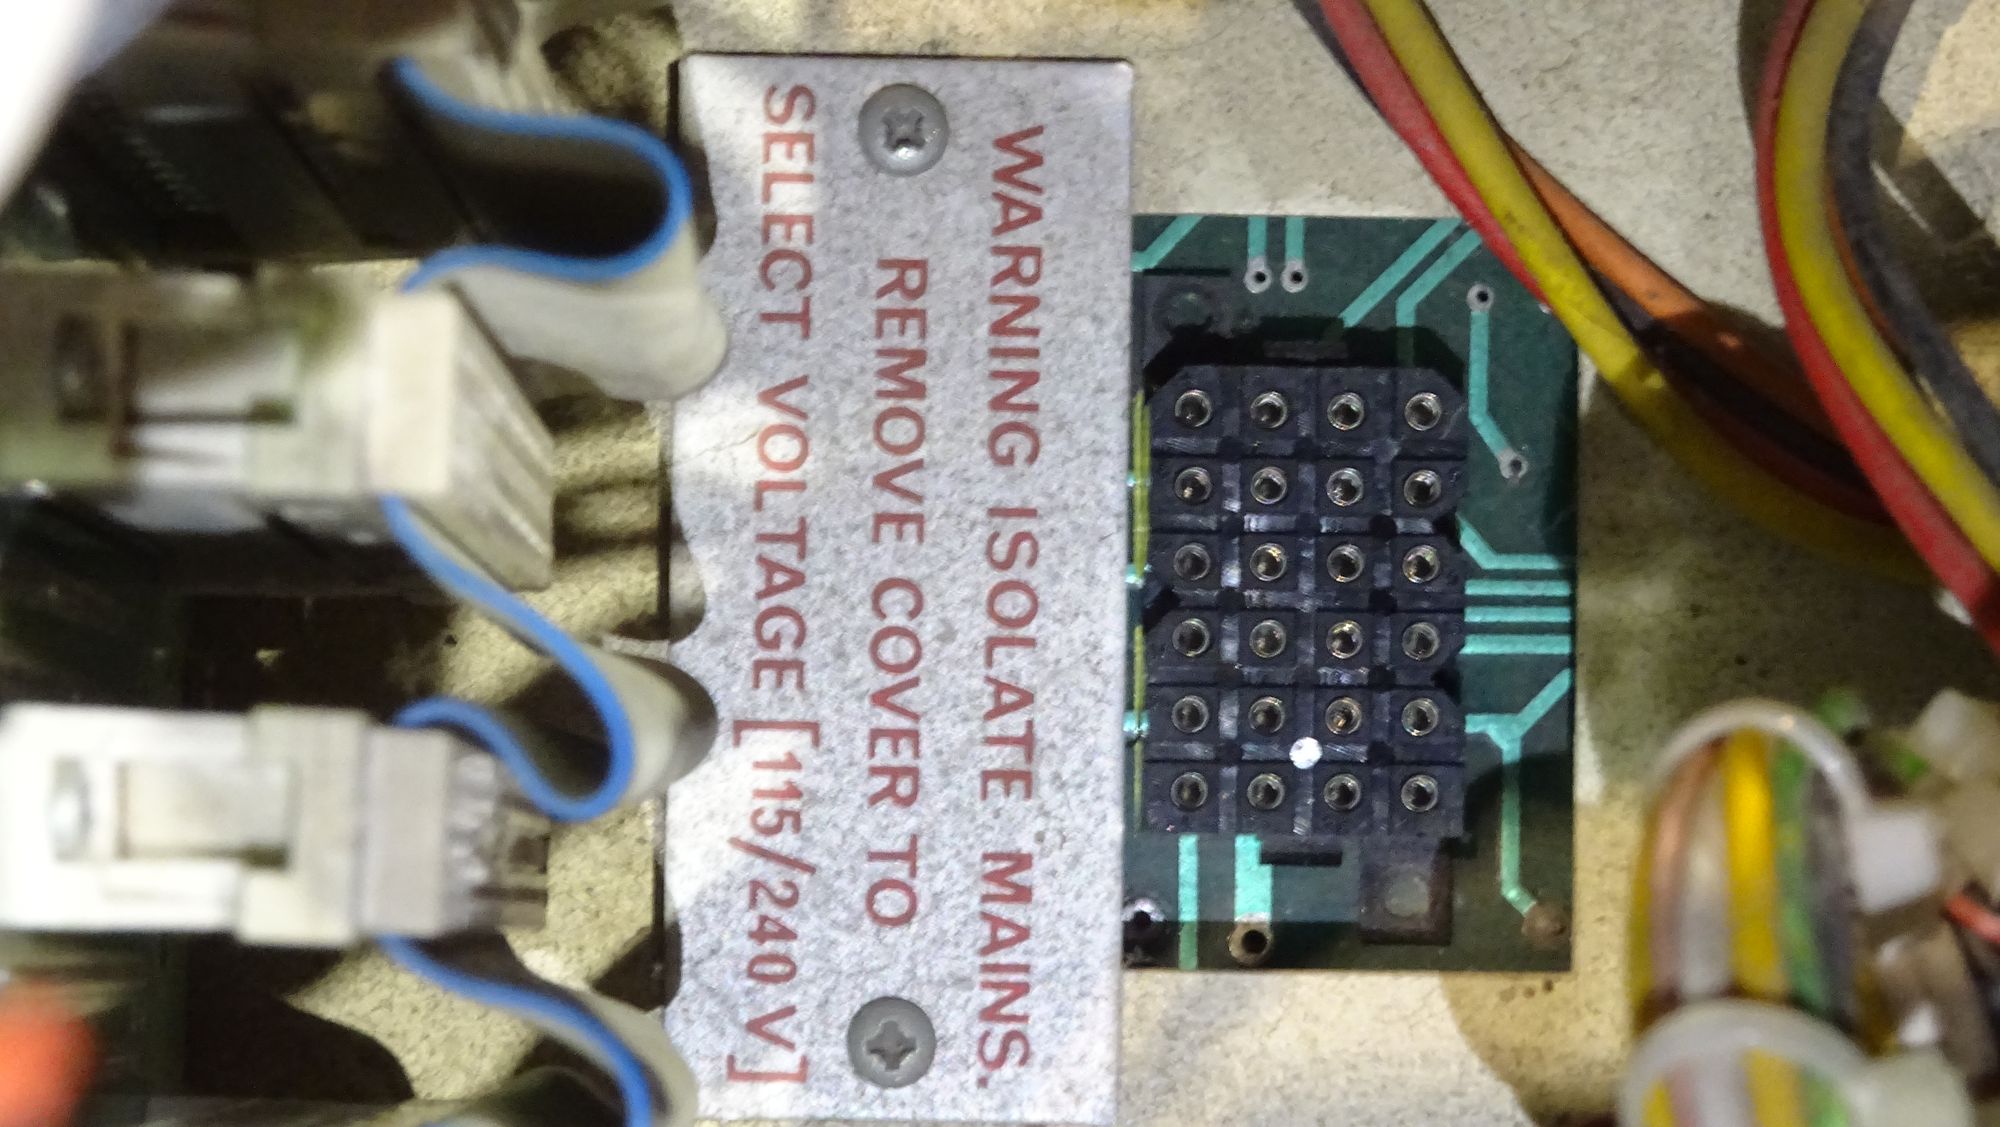 WARNING ISOLATE MAINS.
REMOVE COVER TO
SELECT VOLTAGE [115/240 V]